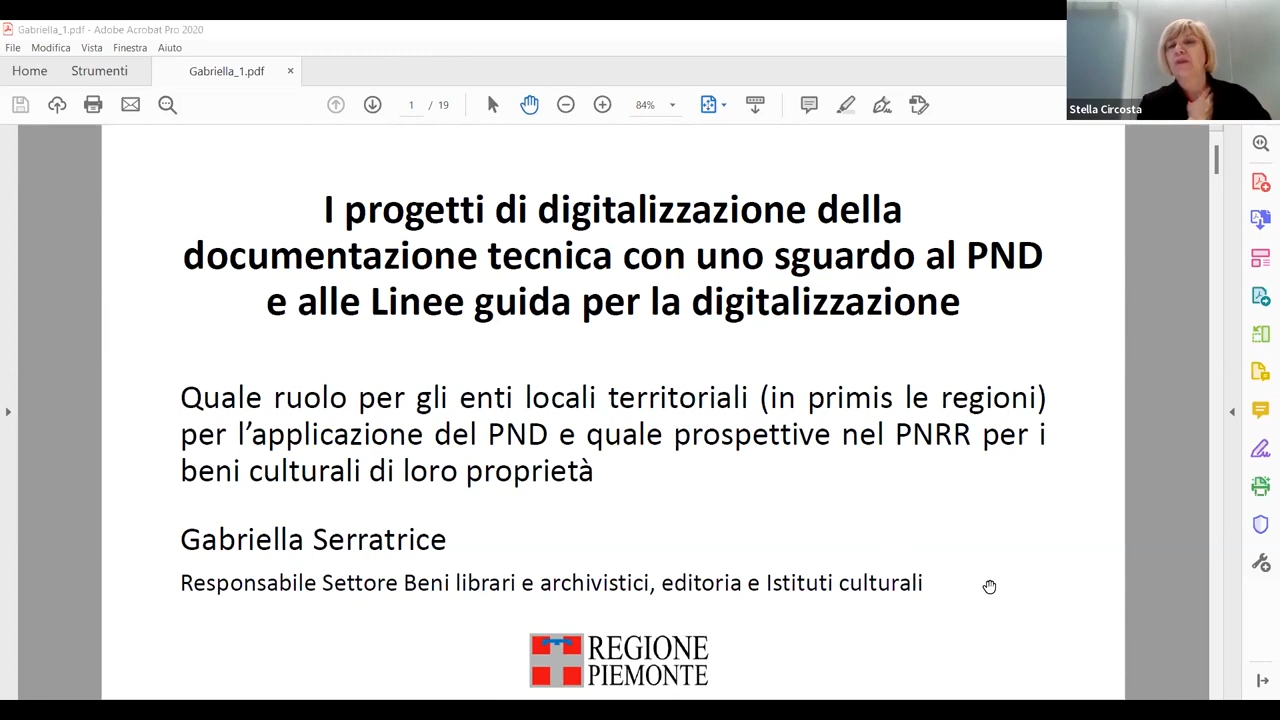 Gabriella_1.pdf - Adobe Acrobat Pro 2020
File Modifica Vista Finestra Aiuto
Home Strumenti Gabriella_1.pdf ×
1 / 19 84%
Stella Circosta
I progetti di digitalizzazione della
documentazione tecnica con uno sguardo al PND
e alle Linee guida per la digitalizzazione
Quale ruolo per gli enti locali territoriali (in primis le regioni)
per l’applicazione del PND e quale prospettive nel PNRR per i
beni culturali di loro proprietà
Gabriella Serratrice
Responsabile Settore Beni librari e archivistici, editoria e Istituti culturali
REGIONE
PIEMONTE